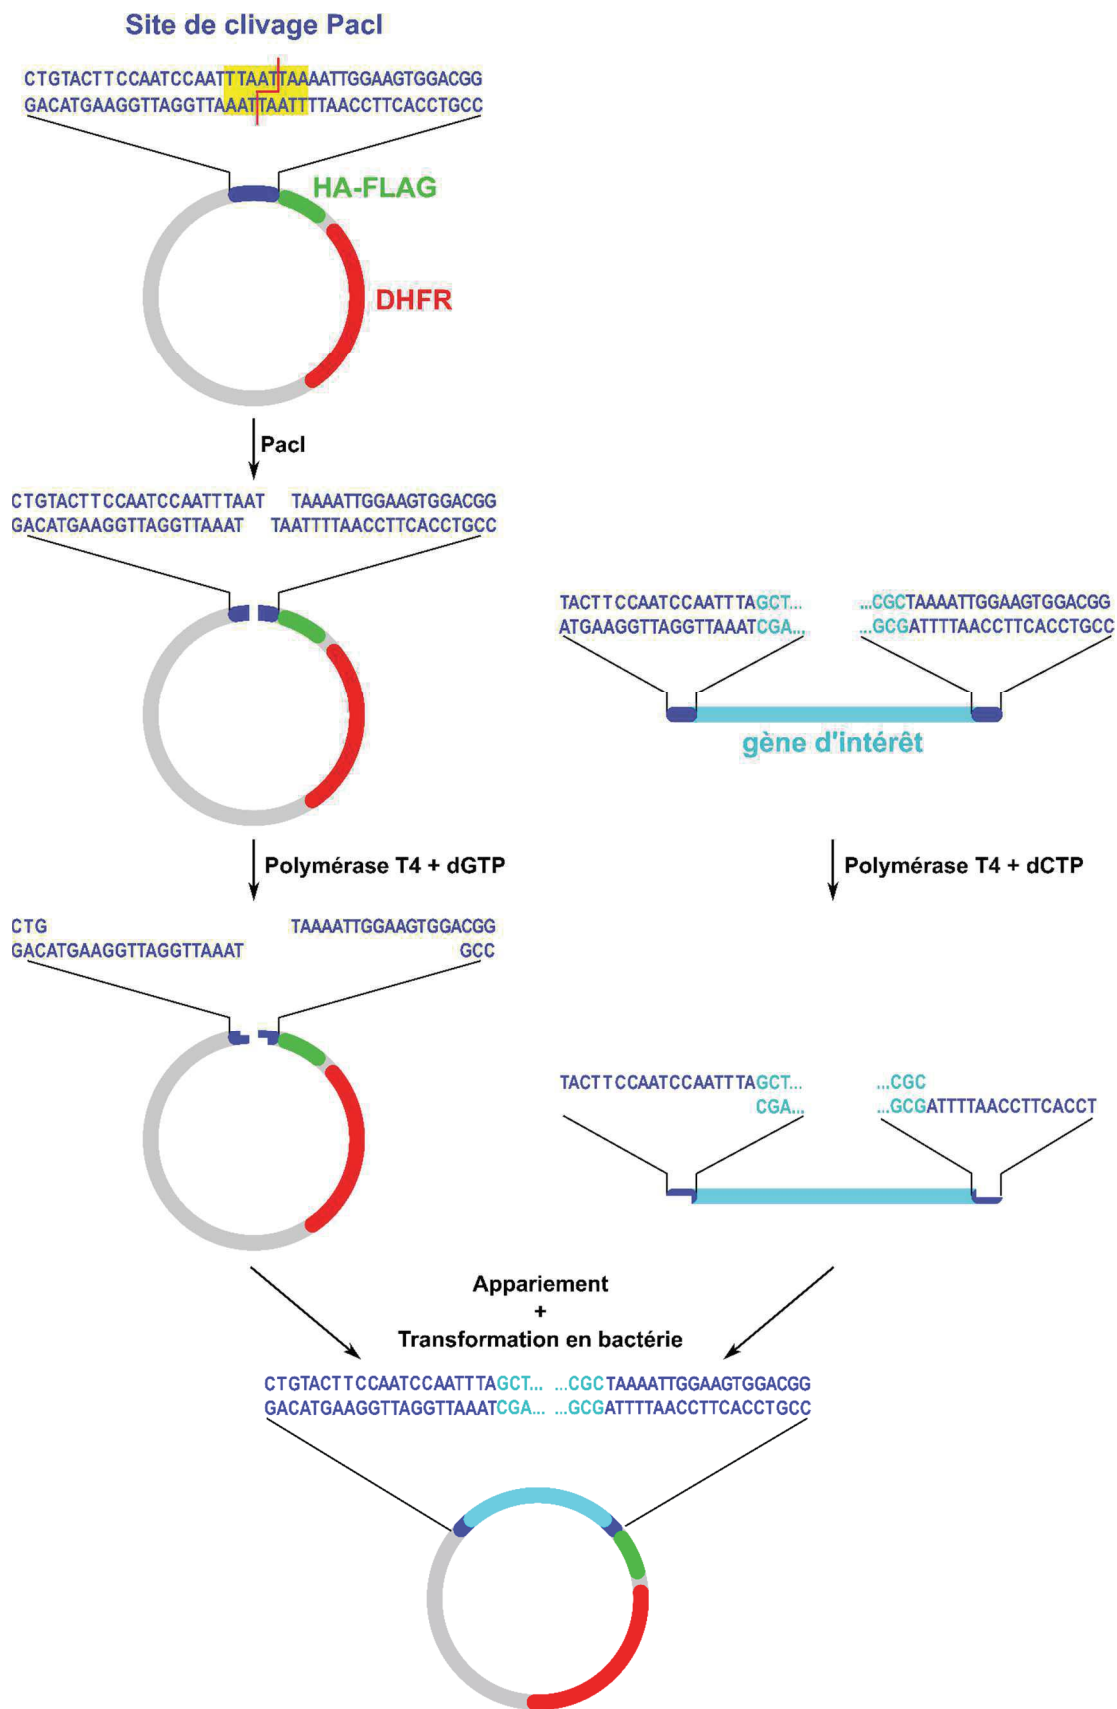 Site de clivage PacI
CTGTACTTCCAATCCAATTTAATTAAAATTGGAAGTGGACGG
GACATGAAGGTTAGGTTAAATTAATTTTAACCTTCACCTGCC
HA-FLAG
DHFR
PacI
CTGTACTTCCAATCCAATTTAAT TAAAATTGGAAGTGGACGG
GACATGAAGGTTAGGTTAAAT TAATTTTAACCTTCACCTGCC
TACTTCCAATCCAATTTAGCT... ...CGCTAAAATTGGAAGTGGACGG
ATGAAGGTTAGGTTAAATCGA... ...GCGATTTTAACCTTCACCTGCC
gène d'intérêt
Polymérase T4 + dGTP
Polymérase T4 + dCTP
CTG TAAAATTGGAAGTGGACGG
GACATGAAGGTTAGGTTAAAT GCC
TACTTCCAATCCAATTTAGCT... ...CGC
CGA... ...GCGATTTTAACCTTCACCT
Appariement
+
Transformation en bactérie
CTGTACTTCCAATCCAATTTAGCT... ...CGCTAAAATTGGAAGTGGACGG
GACATGAAGGTTAGGTTAAATCGA... ...GCGATTTTAACCTTCACCTGCC